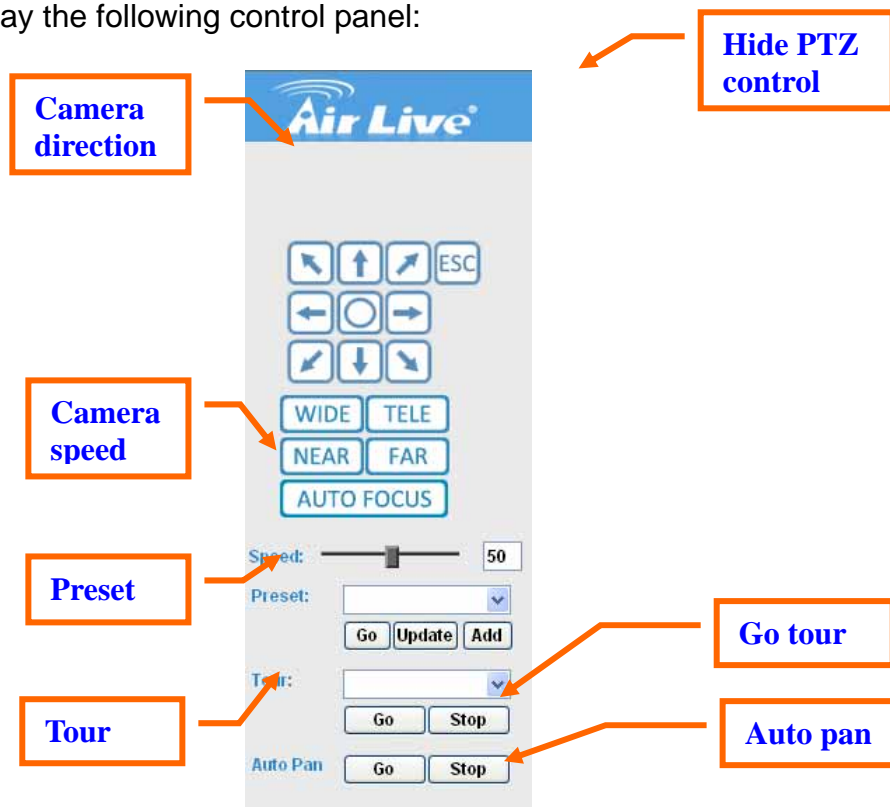 ay the following control panel:
Hide PTZ
control
Air Live®
Camera
direction
ESC
WIDE TELE
NEAR FAR
AUTO FOCUS
Camera
speed
Speed: 50
Preset:
Go Update Add
Preset
Tour:
Go Stop
Go tour
Tour
Auto Pan Go Stop
Auto pan